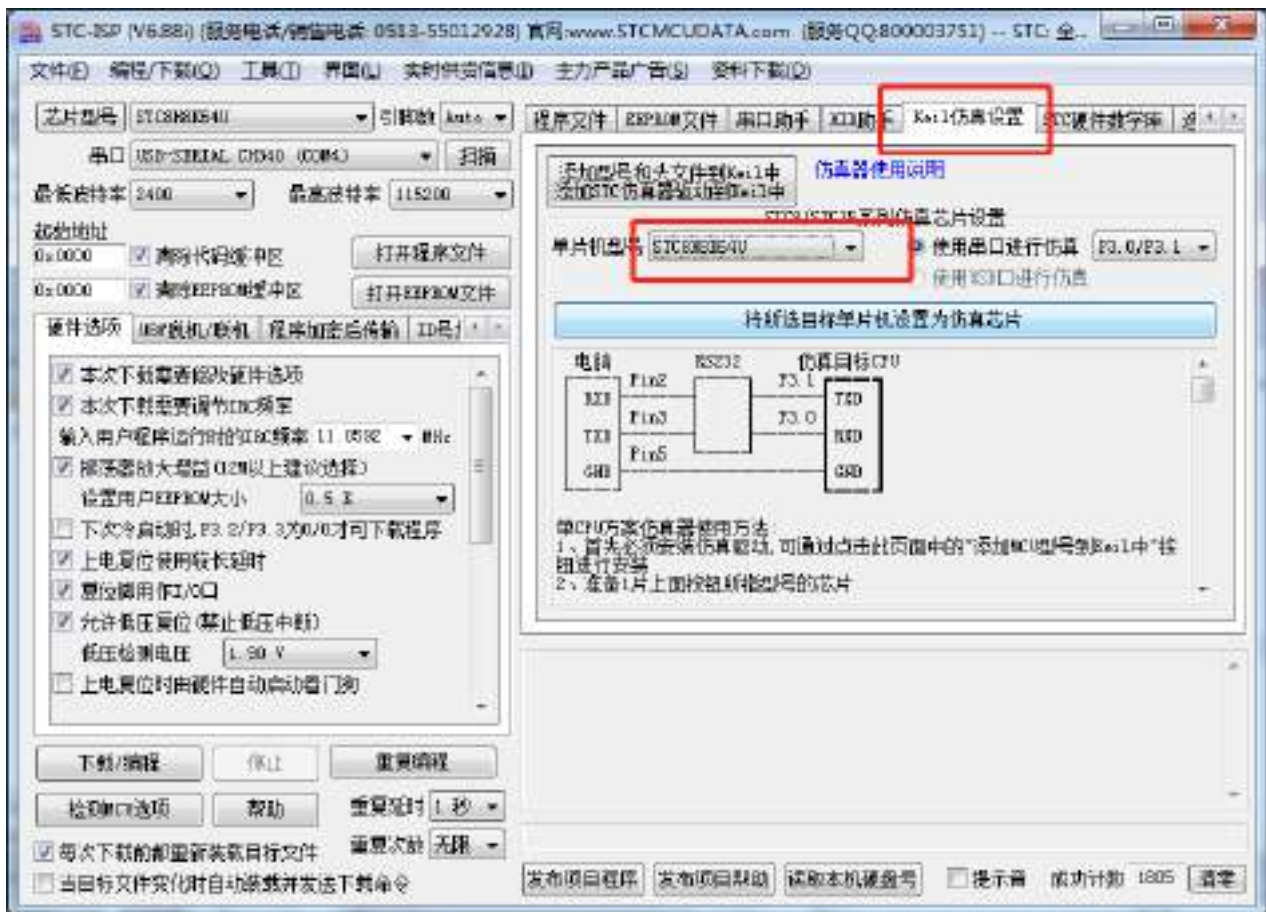 STC-ISP (V6.88i) (服务电话/销售电话: 0513-55012928) 官网:www.STCMCUDATA.com (服务QQ:800003751) -- STC 全..
文件(F) 编程/下载(Q) 工具(T) 界面(L) 实时供货信息(I) 主力产品广告(S) 资料下载(D)
芯片型号 STC8H8K64U 引脚数 Auto
串口 USB-SERIAL CH340 (COM4) 扫描
最低波特率 2400 最高波特率 115200
起始地址
0x0000 清除代码缓冲区 打开程序文件
0x0000 清除EEPROM缓冲区 打开EEPROM文件
硬件选项 USB脱机/联机 程序加密后传输 ID号
本次下载需要修改硬件选项
本次下载需要调节IRC频率
输入用户程序运行时的IRC频率 11.0592 MHz
振荡器放大增益(12M以上建议选择)
设置用户EEPROM大小 0.5 K
下次冷启动时,P3.2/P3.3为0/0才可下载程序
上电复位使用较长延时
复位脚用作I/O口
允许低压复位(禁止低压中断)
低压检测电压 1.90 V
上电复位时由硬件自动启动看门狗
下载/编程 停止 重复编程
检测MCU选项 帮助 重复延时 1 秒
每次下载前都重新装载目标文件 重复次数 无限
当目标文件变化时自动装载并发送下载命令
程序文件 EEPROM文件 串口助手 Keil仿真设置 STC硬件数学库
添加型号和头文件到Keil中
添加STC仿真器驱动到Keil中
仿真器使用说明
系列仿真芯片设置
单片机型号 STC8H8K64U 使用串口进行仿真 P3.0/P3.1
使用USB口进行仿真
将所选目标单片机设置为仿真芯片
电脑 RS232 仿真目标CPU
RXD Pin2 P3.1 TXD
TXD Pin3 P3.0 RXD
GND Pin5 GND
单CPU方案仿真器使用方法
1、首先必须安装仿真驱动,可通过点击此页面中的"添加MCU型号到Keil中"按
钮进行安装
2、准备1片上面按钮所指型号的芯片
发布项目程序 发布项目帮助 读取本机硬盘号 提示音 成功计数 1805 清零